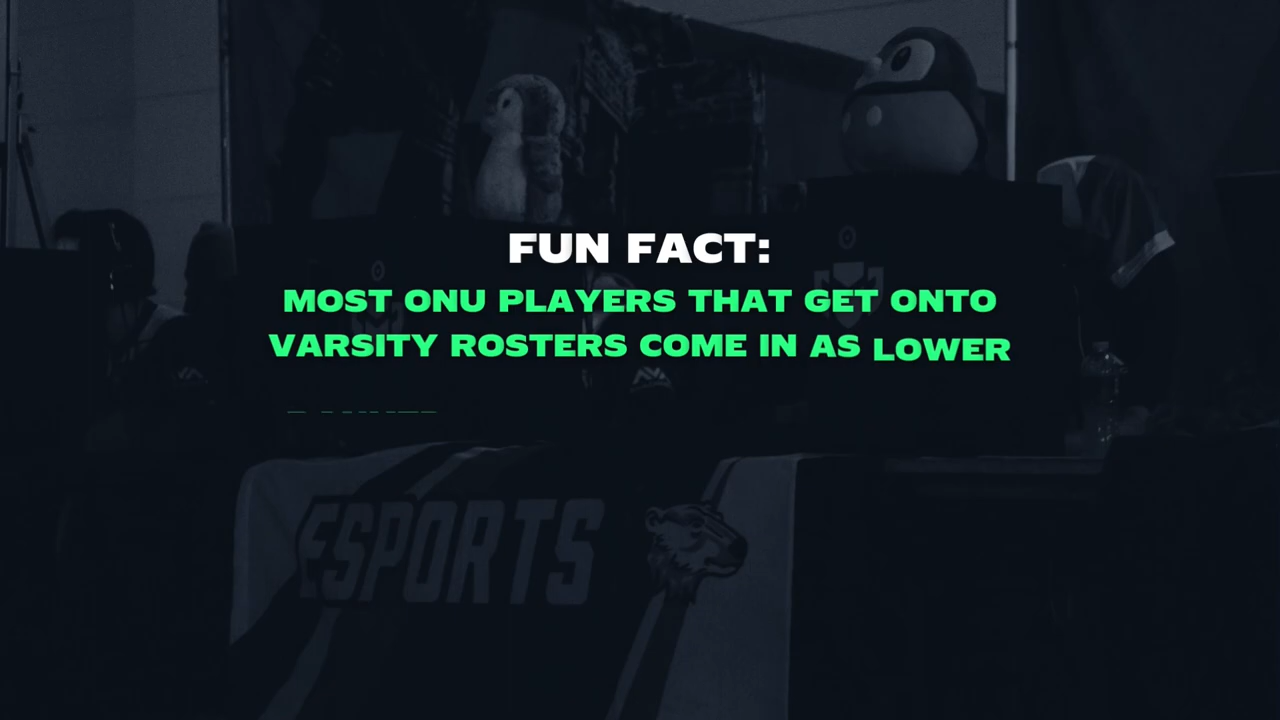 FUN FACT:
MOST ONU PLAYERS THAT GET ONTO
VARSITY ROSTERS COME IN AS LOWER
ESPORTS